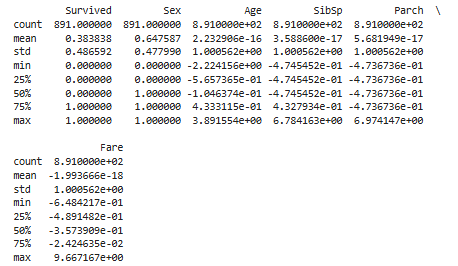 Survived Sex Age SibSp Parch \
count 891.000000 891.000000 8.910000e+02 8.910000e+02 8.910000e+02
mean 0.383838 0.647587 2.232906e-16 3.588600e-17 5.681949e-17
std 0.486592 0.477990 1.000562e+00 1.000562e+00 1.000562e+00
min 0.000000 0.000000 -2.224156e+00 -4.745452e-01 -4.736736e-01
25% 0.000000 0.000000 -5.657365e-01 -4.745452e-01 -4.736736e-01
50% 0.000000 1.000000 -1.046374e-01 -4.745452e-01 -4.736736e-01
75% 1.000000 1.000000 4.333115e-01 4.327934e-01 -4.736736e-01
max 1.000000 1.000000 3.891554e+00 6.784163e+00 6.974147e+00
Fare
count 8.910000e+02
mean -1.993666e-18
std 1.000562e+00
min -6.484217e-01
25% -4.891482e-01
50% -3.573909e-01
75% -2.424635e-02
max 9.667167e+00